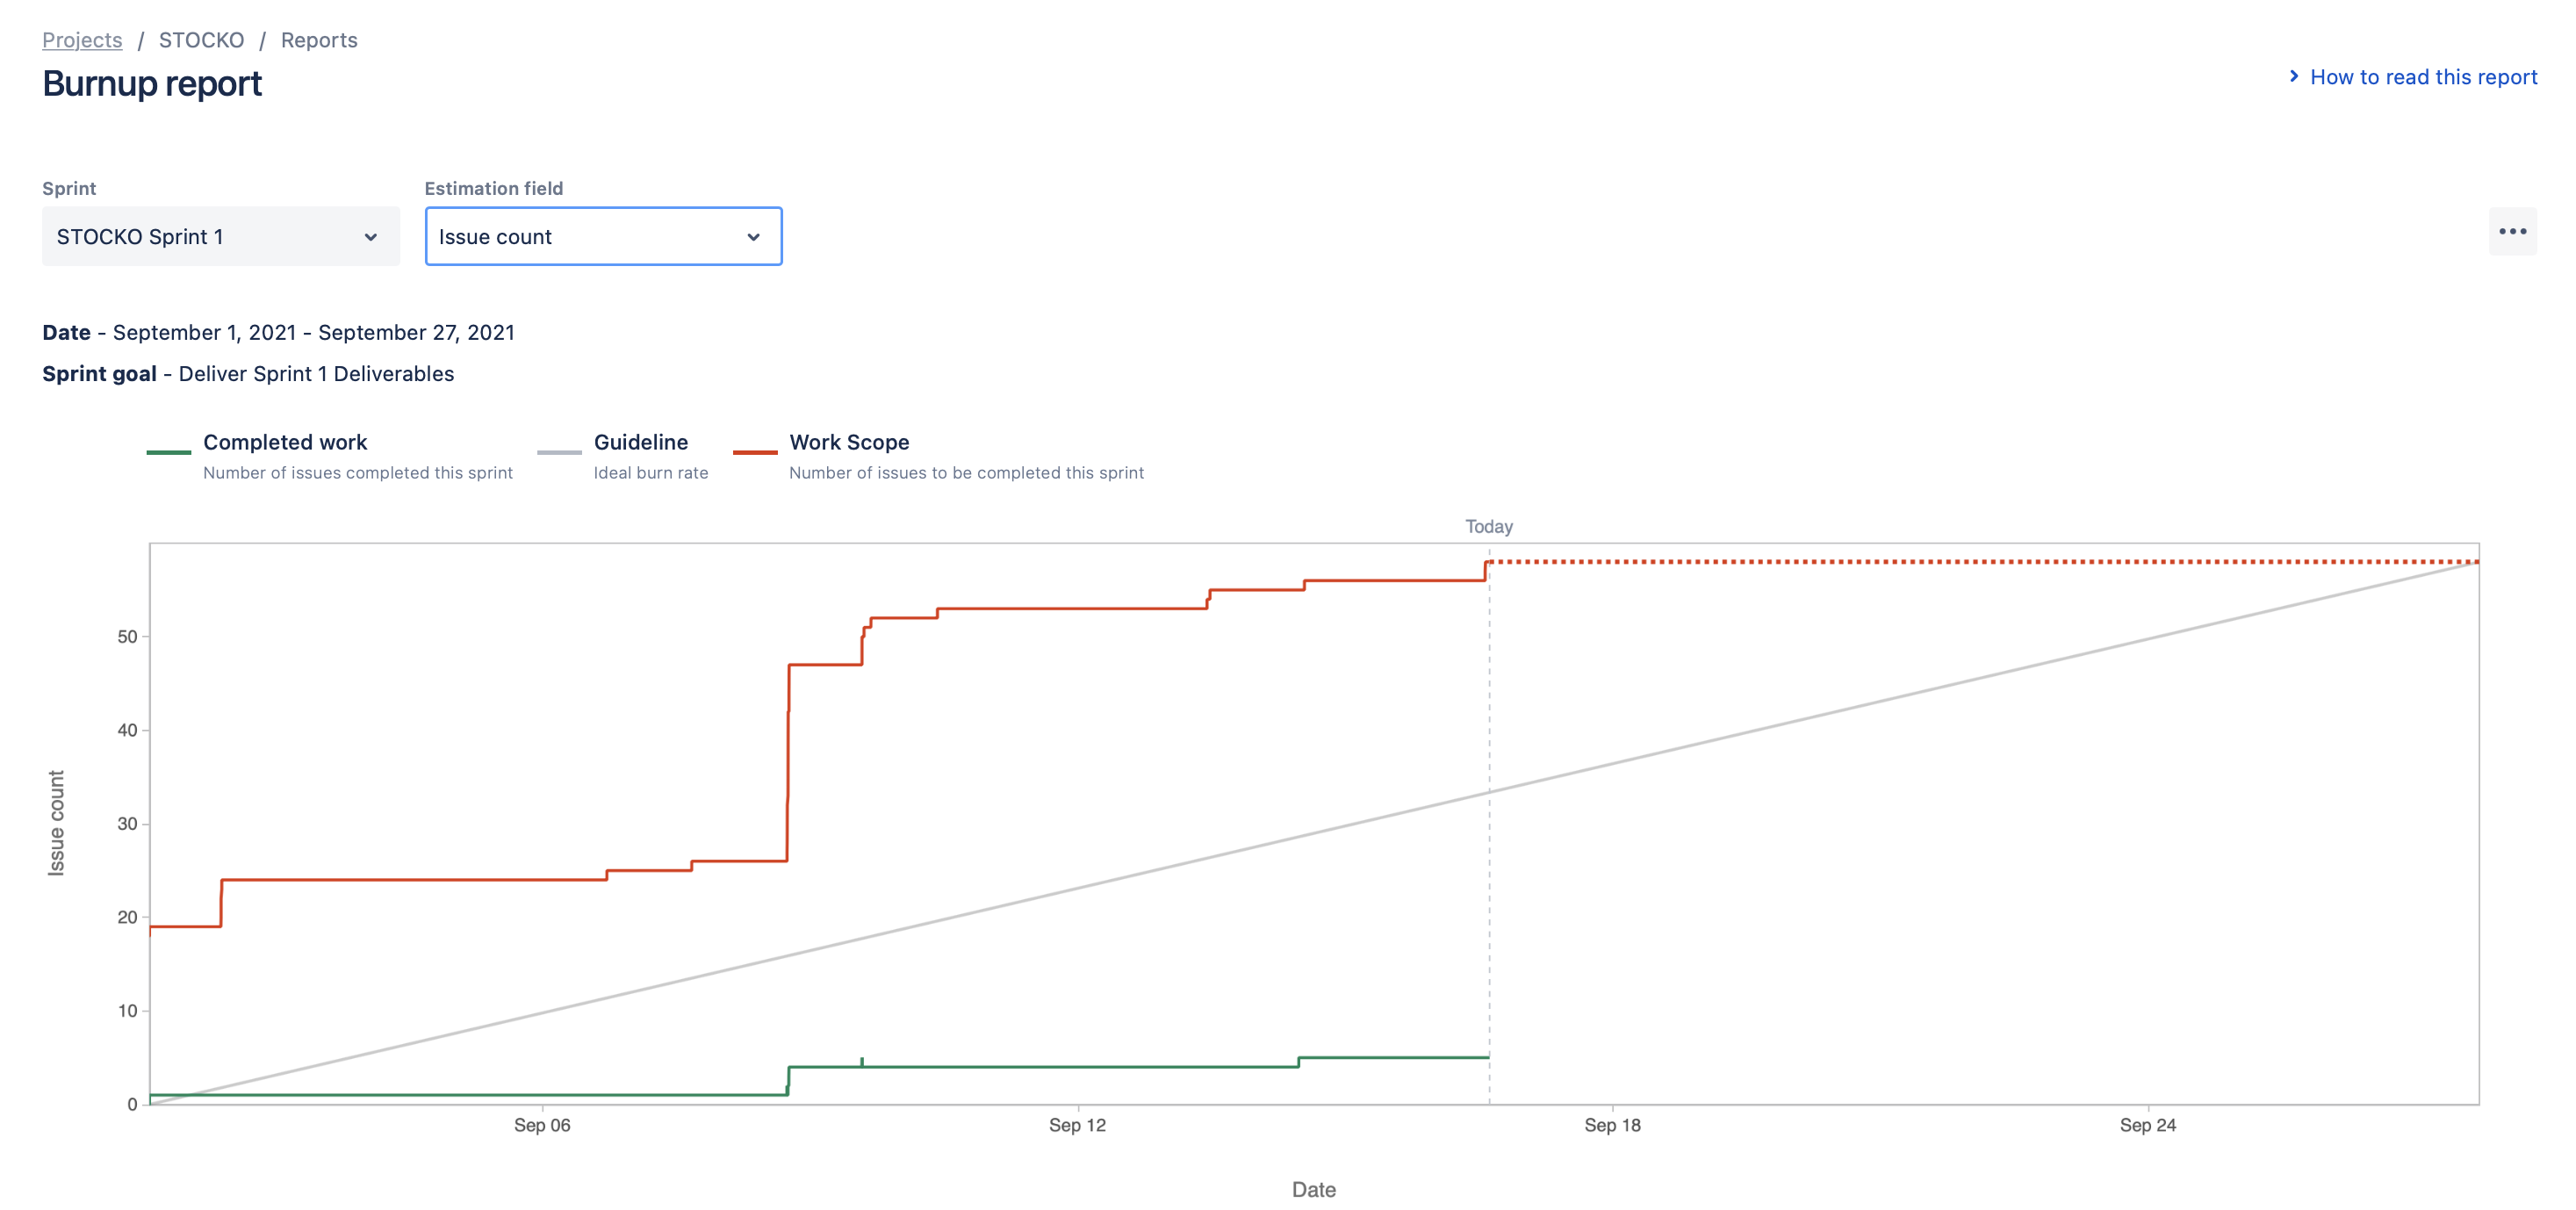 Projects / STOCKO / Reports
Burnup report
How to read this report
Sprint
Estimation field
STOCKO Sprint 1
Issue count
Date - September 1, 2021 - September 27, 2021
Sprint goal - Deliver Sprint 1 Deliverables
Completed work
Number of issues completed this sprint
Guideline
Ideal burn rate
Work Scope
Number of issues to be completed this sprint
Today
50
40
30
20
10
0
Issue count
Sep 06
Sep 12
Sep 18
Sep 24
Date